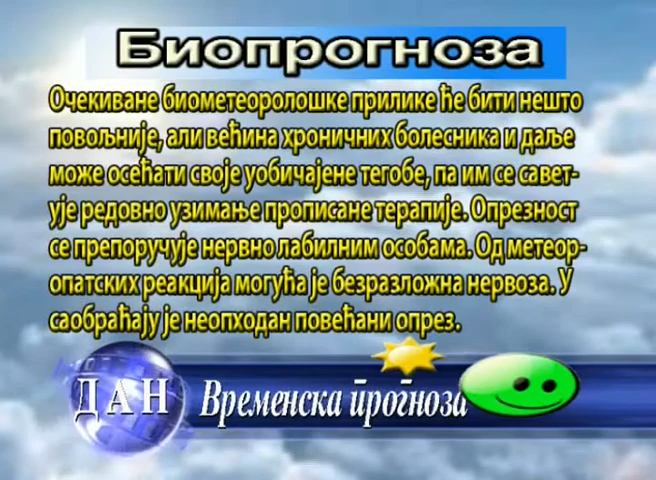 Биопрогноза
Очекиване биометеоролошке прилике ће бити нешто
повољније, али већина хроничних болесника и даље
може осећати своје уобичајене тегобе, па им се савет-
ује редовно узимање прописане терапије. Опрезност
се препоручује нервно лабилним особама. Од метеор-
опатских реакција могућа је безразложна нервоза. У
саобраћају је неопходан повећани опрез.
ДАН Временска прогноза